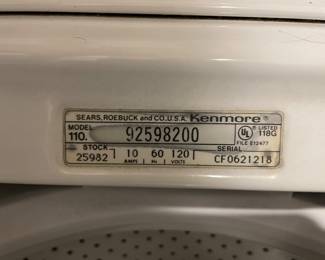 SEARS, ROEBUCK and CO., U.S.A. Kenmore
MODEL 110. 92598200 UL LISTED 118G
FILE E12477
STOCK 25982 10 AMPS 60 Hz 120 VOLTS SERIAL CF0621218